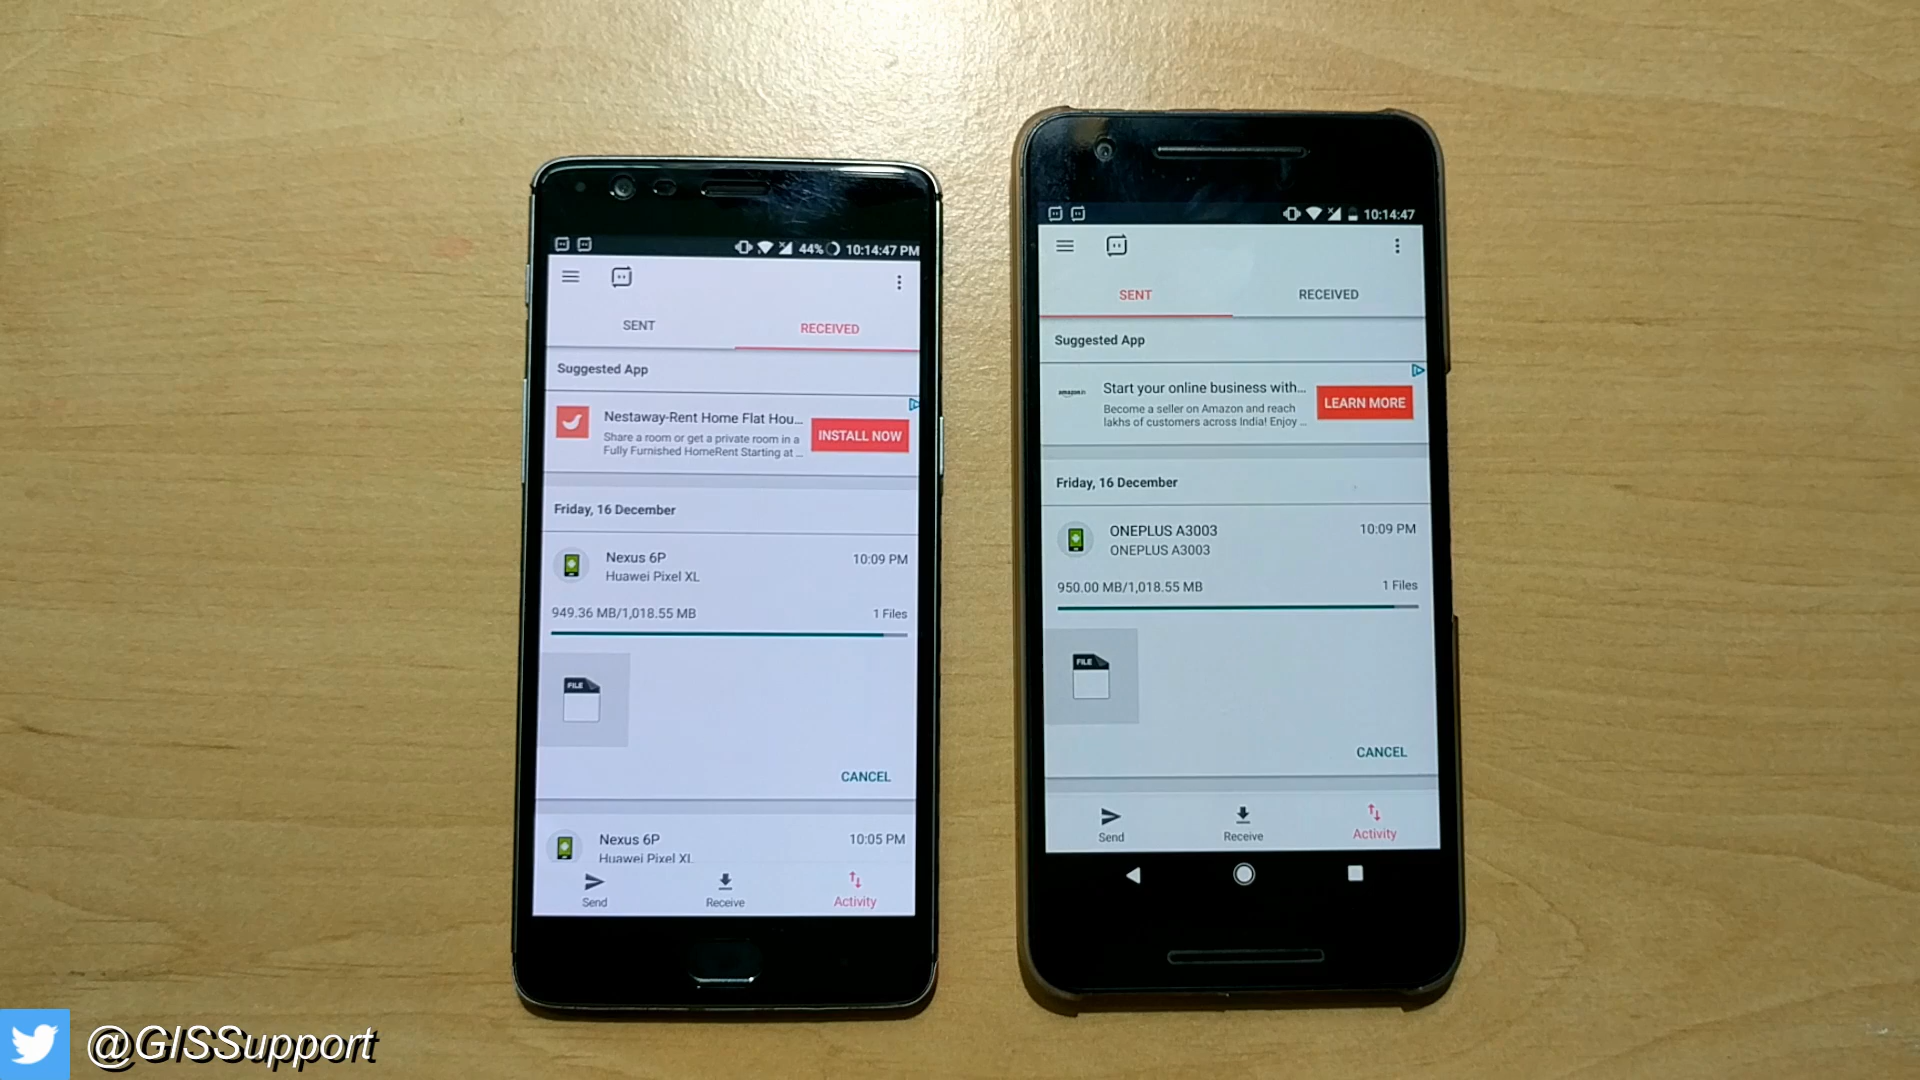 44% 10:14:47 PM
SENT RECEIVED
Suggested App
Nestaway-Rent Home Flat Hou...
Share a room or get a private room in a
Fully Furnished HomeRent Starting at ...
INSTALL NOW
Friday, 16 December
Nexus 6P 10:09 PM
Huawei Pixel XL
949.36 MB/1,018.55 MB 1 Files
FILE
CANCEL
Nexus 6P 10:05 PM
Huawei Pixel XL
Send Receive Activity
10:14:47
SENT RECEIVED
Suggested App
amazon.in
Start your online business with...
Become a seller on Amazon and reach
lakhs of customers across India! Enjoy ...
LEARN MORE
Friday, 16 December
ONEPLUS A3003 10:09 PM
ONEPLUS A3003
950.00 MB/1,018.55 MB 1 Files
FILE
CANCEL
Send Receive Activity
@GISSupport